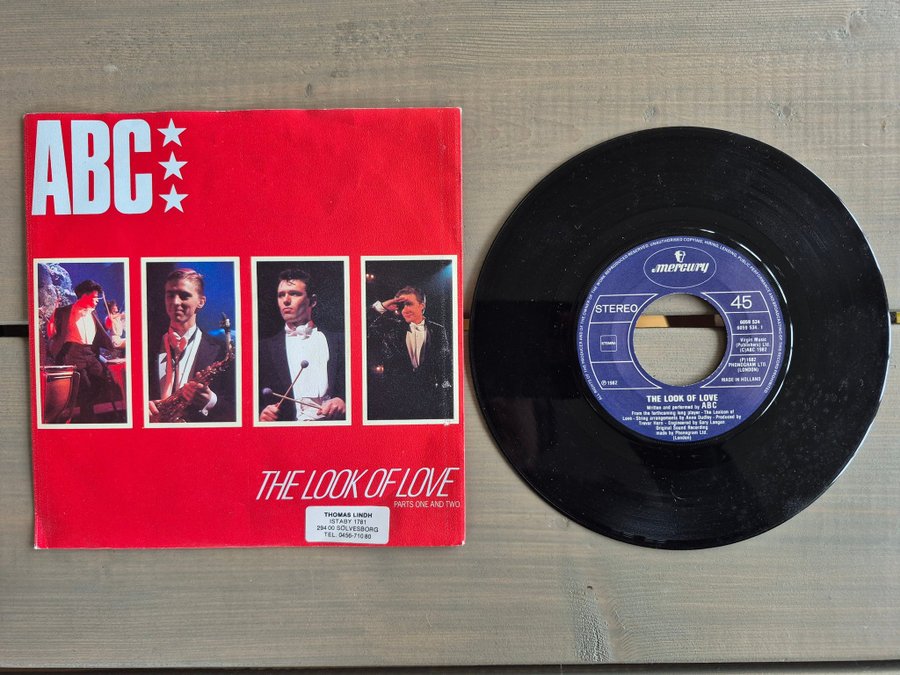 ABC
THE LOOK OF LOVE
PARTS ONE AND TWO
THOMAS LINDH
ISTABY 1781
294 00 SÖLVESBORG
TEL. 0456-710 80
mercury
STEREO
45
6059 534
6059 534.1
STEMRA
Virgin Music
(Publishers) Ltd.
(C)ABC 1982
℗ 1982
(P)1982
PHONOGRAM LTD.
(LONDON)
MADE IN HOLLAND
THE LOOK OF LOVE
Written and performed by ABC
From the forthcoming long player - The Lexicon of
Love - String arrangements by Anne Dudley - Produced by
Trevor Horn - Engineered by Gary Langan
Original Sound Recording
made by Phonogram Ltd.
(London)